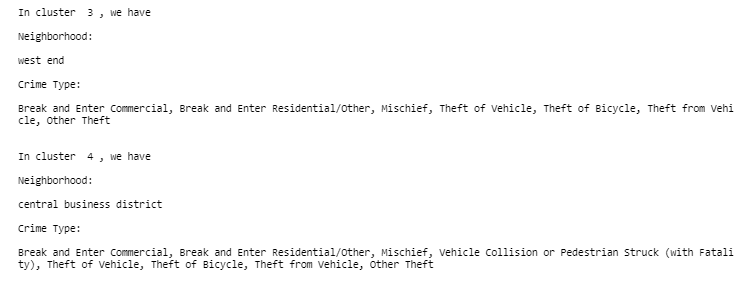 In cluster  3 , we have
Neighborhood:
west end
Crime Type:
Break and Enter Commercial, Break and Enter Residential/Other, Mischief, Theft of Vehicle, Theft of Bicycle, Theft from Vehi
cle, Other Theft
In cluster  4 , we have
Neighborhood:
central business district
Crime Type:
Break and Enter Commercial, Break and Enter Residential/Other, Mischief, Vehicle Collision or Pedestrian Struck (with Fatali
ty), Theft of Vehicle, Theft of Bicycle, Theft from Vehicle, Other Theft